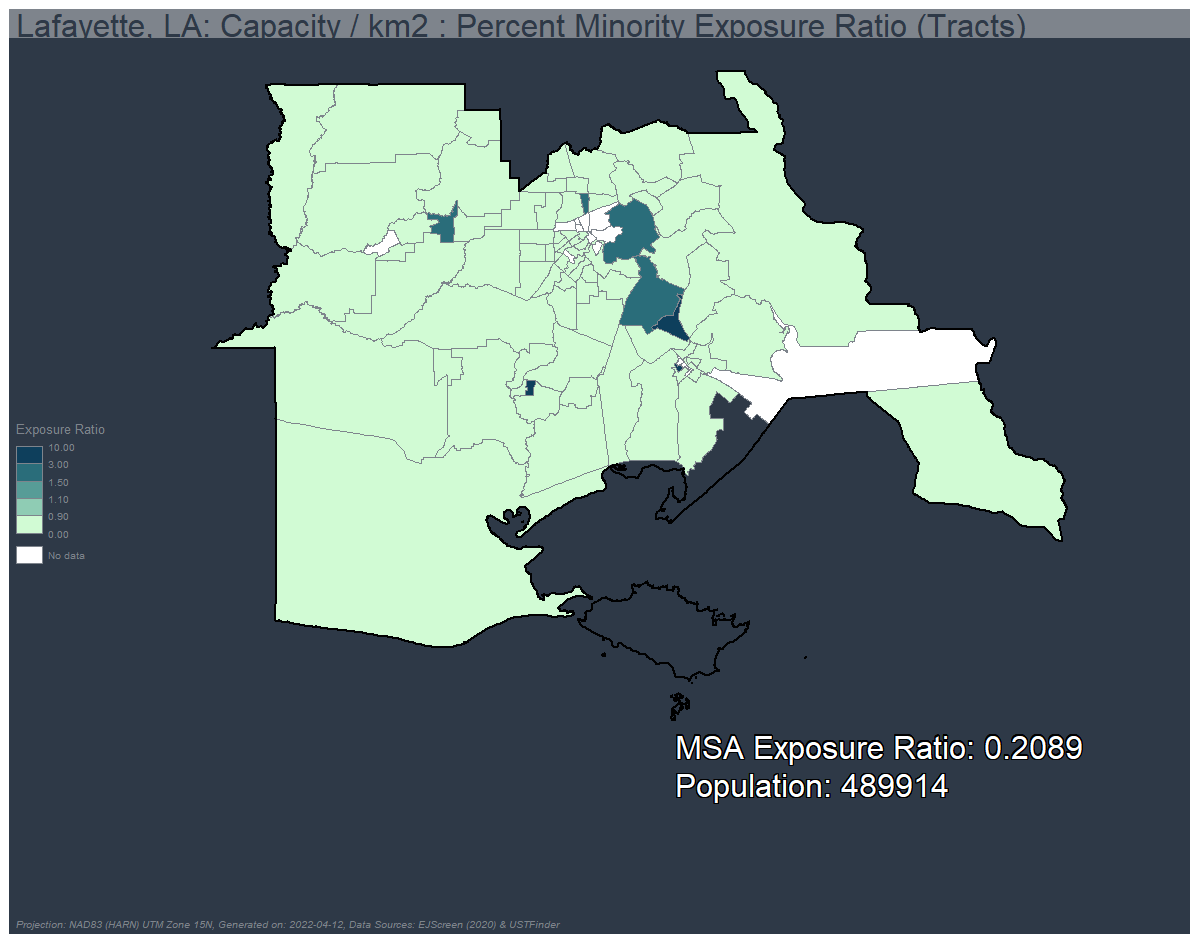 Lafayette, LA: Capacity / km2 : Percent Minority Exposure Ratio (Tracts)
Exposure Ratio
10.00
3.00
1.50
1.10
0.90
0.00
No data
MSA Exposure Ratio: 0.2089
Population: 489914
Projection: NAD83 (HARN) UTM Zone 15N, Generated on: 2022-04-12, Data Sources: EJScreen (2020) & USTFinder